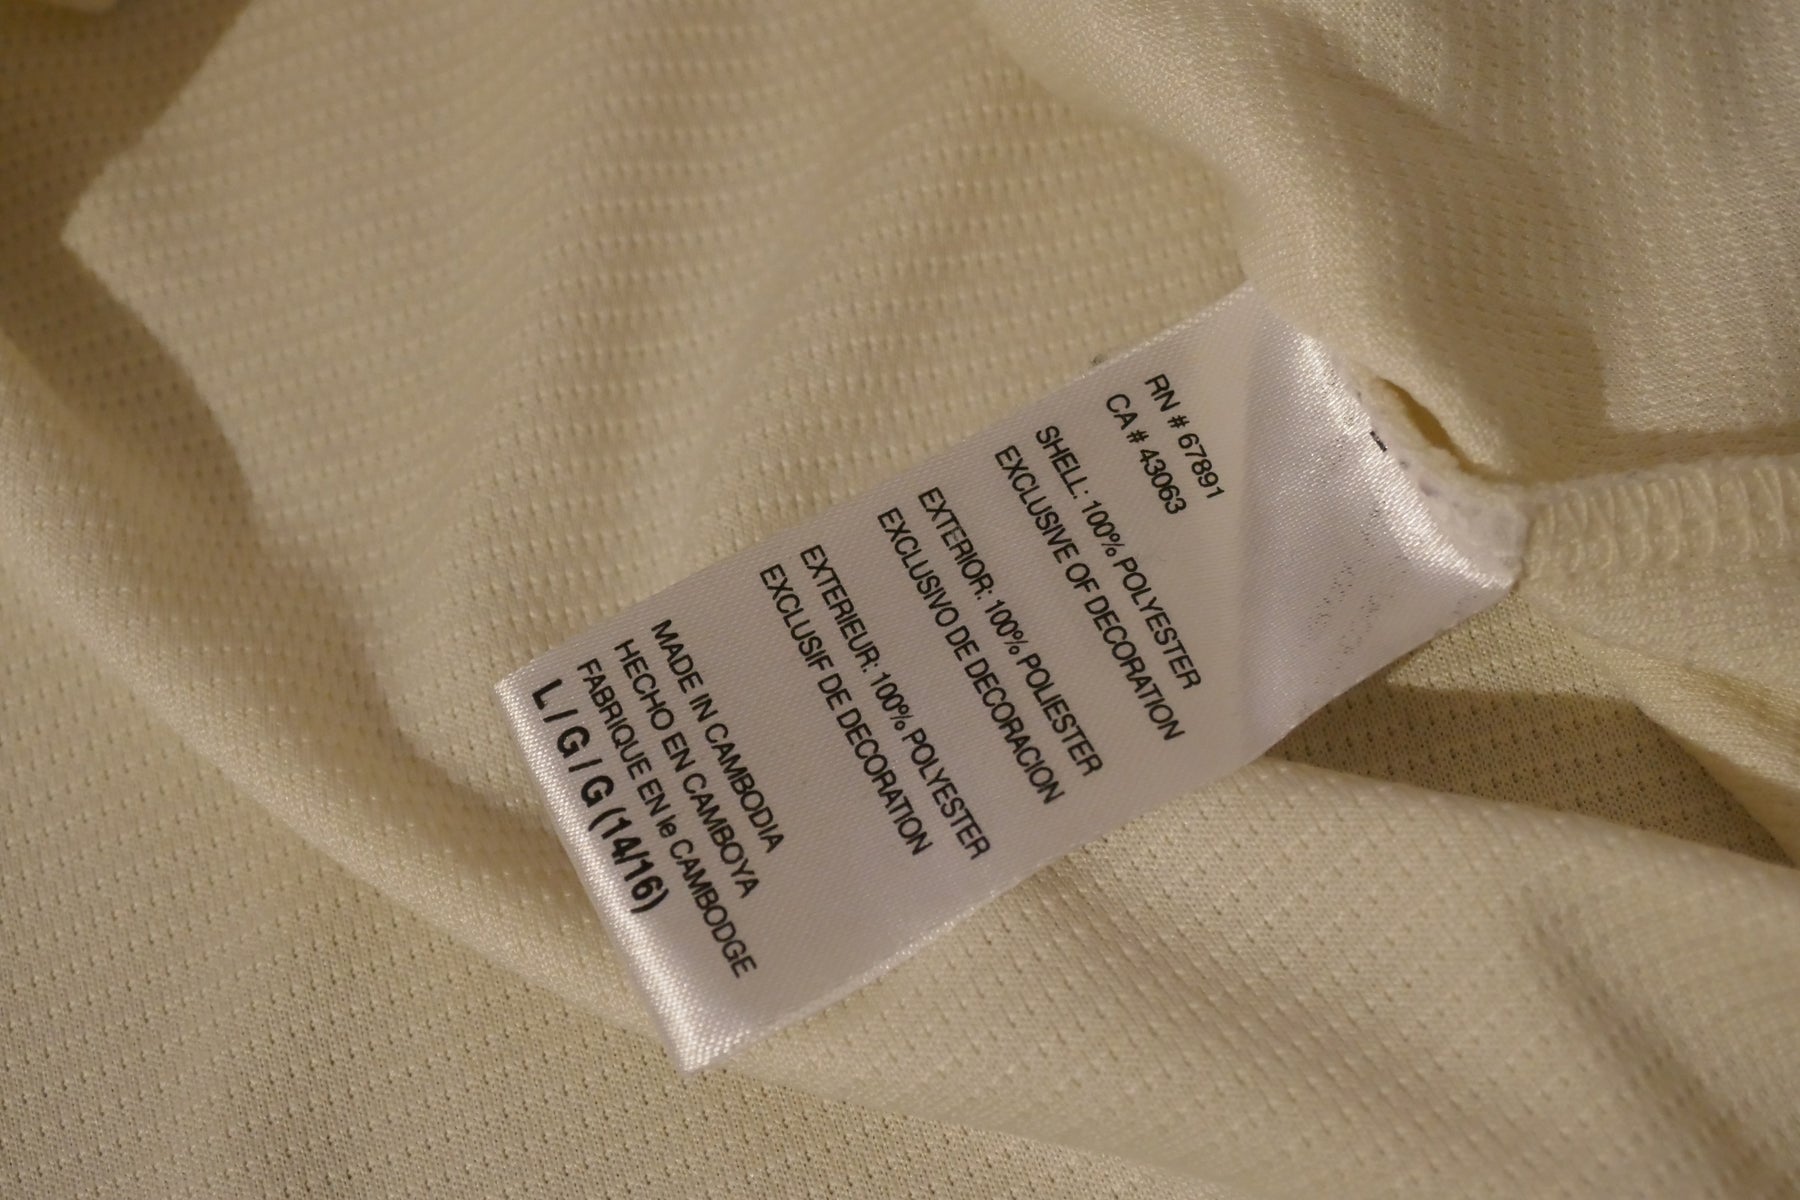 RN # 67891
CA # 43063
SHELL: 100% POLYESTER
EXCLUSIVE OF DECORATION
EXTERIOR: 100% POLIESTER
EXCLUSIVO DE DECORACION
EXTERIEUR: 100% POLYESTER
EXCLUSIF DE DECORATION
MADE IN CAMBODIA
HECHO EN CAMBOYA
FABRIQUE EN le CAMBODGE
L / G / G (14/16)